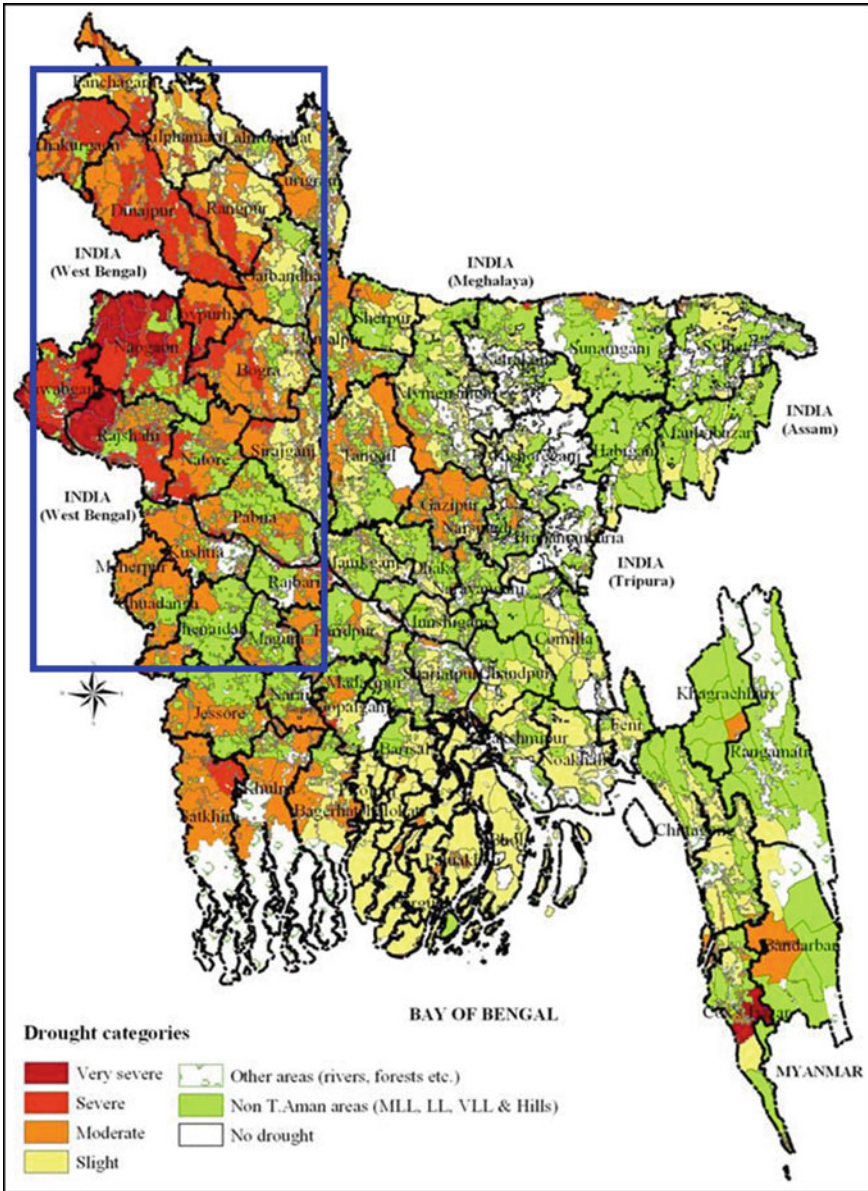 Panchagarh
Thakurgaon
Nilphamari
Lalmonirhat
Kurigram
Dinajpur
Rangpur
INDIA
(West Bengal)
Gaibandha
INDIA
(Meghalaya)
Joypurhat
Sherpur
Naogaon
Jamalpur
Netrakona
Sunamganj
Sylhet
Nawabganj
Bogra
Mymensingh
INDIA
(Assam)
Rajshahi
Natore
Sirajganj
Tangail
Kishoreganj
Habiganj
Maulvibazar
INDIA
(West Bengal)
Pabna
Gazipur
Narsingdi
Brahamanbaria
Kushtia
INDIA
(Tripura)
Meherpur
Rajbari
Manikganj
Dhaka
Narayanganj
Chuadanga
Jhenaidah
Magura
Faridpur
Munshiganj
Comilla
Shariatpur
Chandpur
Madaripur
Khagrachhari
Narail
Gopalganj
Jessore
Feni
Barisal
Lakshmipur
Noakhali
Rangamati
Khulna
Satkhira
Pirojpur
Bagerhat
Jhalokati
Chittagong
Bhola
Patuakhali
Barguna
Bandarban
BAY OF BENGAL
Cox's Bazar
MYANMAR
Drought categories
Very severe
Severe
Moderate
Slight
Other areas (rivers, forests etc.)
Non T.Aman areas (MLL, LL, VLL & Hills)
No drought